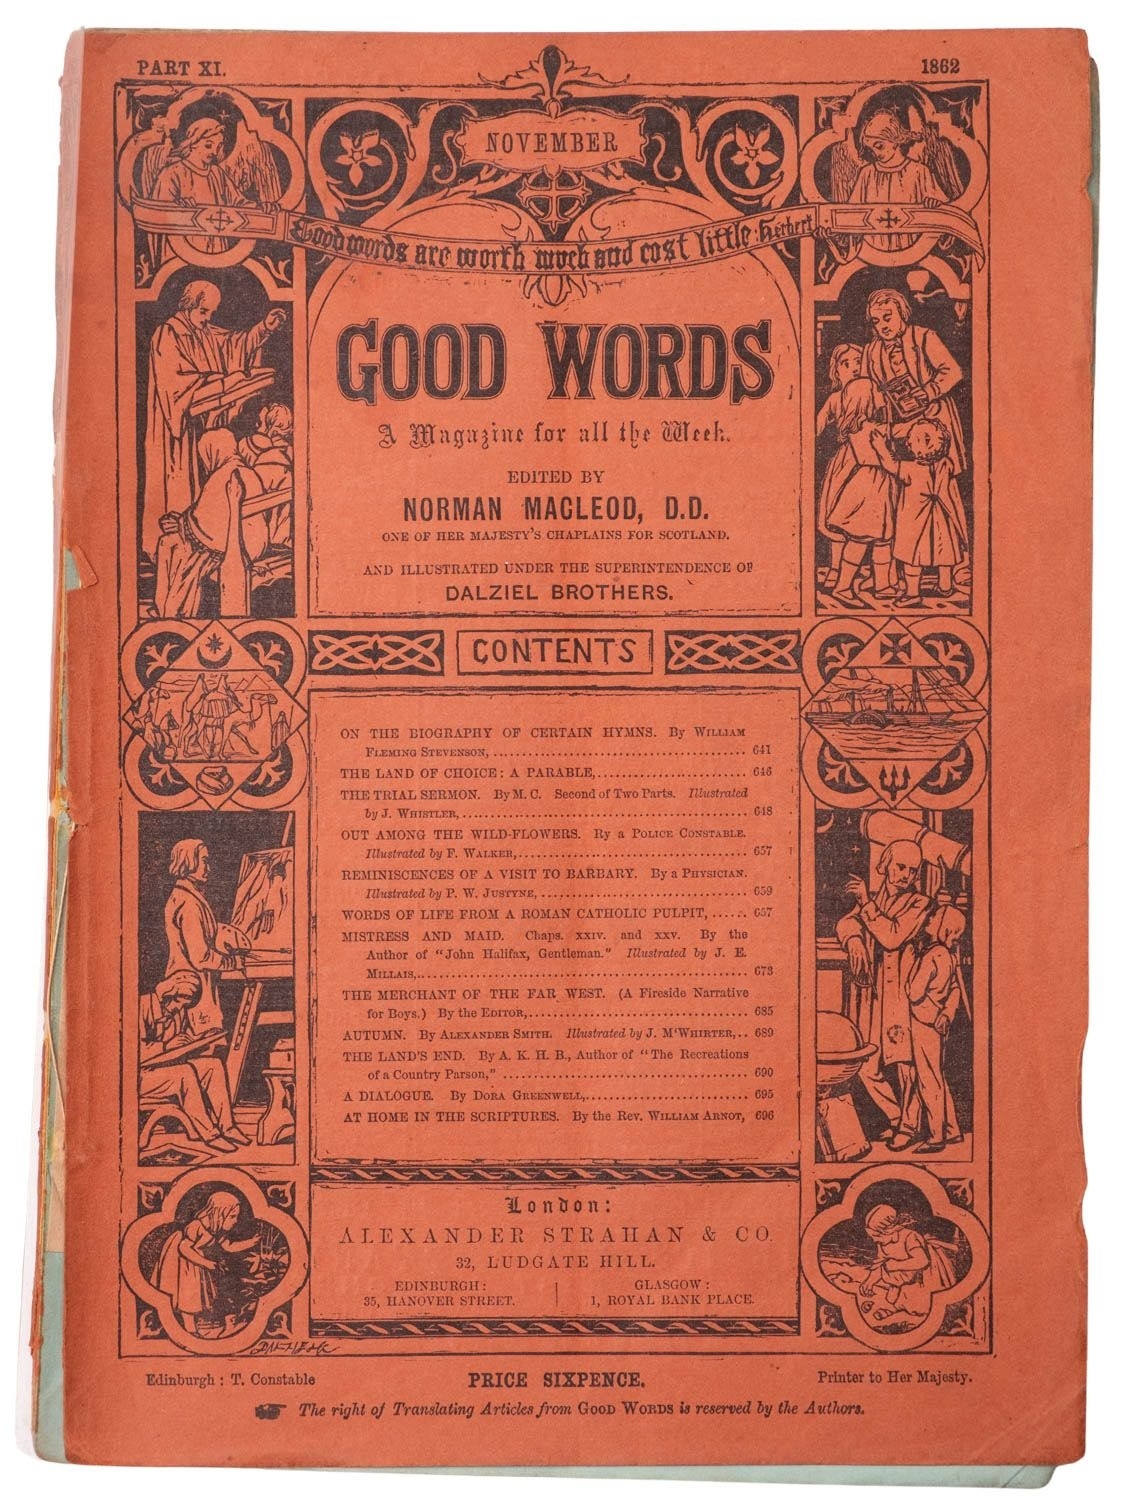 PART XI.
1862
NOVEMBER
Good words are worth much and cost little. Herbert
GOOD WORDS
A Magazine for all the Week.
EDITED BY
NORMAN MACLEOD, D.D.
ONE OF HER MAJESTY'S CHAPLAINS FOR SCOTLAND.
AND ILLUSTRATED UNDER THE SUPERINTENDENCE OF
DALZIEL BROTHERS.
CONTENTS
ON THE BIOGRAPHY OF CERTAIN HYMNS. By WILLIAM
FLEMING STEVENSON, 641
THE LAND OF CHOICE: A PARABLE, 646
THE TRIAL SERMON. By M. C. Second of Two Parts. Illustrated
by J. WHISTLER, 648
OUT AMONG THE WILD-FLOWERS. By a POLICE CONSTABLE.
Illustrated by F. WALKER, 657
REMINISCENCES OF A VISIT TO BARBARY. By a PHYSICIAN.
Illustrated by P. W. JUSTYNE, 659
WORDS OF LIFE FROM A ROMAN CATHOLIC PULPIT, 657
MISTRESS AND MAID. Chaps. XXIV. and XXV. By the
Author of "John Halifax, Gentleman." Illustrated by J. E.
MILLAIS, 673
THE MERCHANT OF THE FAR WEST. (A Fireside Narrative
for Boys.) By the EDITOR, 685
AUTUMN. By ALEXANDER SMITH. Illustrated by J. M'WHIRTER, 689
THE LAND'S END. By A. K. H. B., Author of "The Recreations
of a Country Parson," 690
A DIALOGUE. By DORA GREENWELL, 695
AT HOME IN THE SCRIPTURES. By the Rev. WILLIAM ARNOT, 696
London:
ALEXANDER STRAHAN & CO.
32, LUDGATE HILL.
EDINBURGH: GLASGOW:
35, HANOVER STREET. 1, ROYAL BANK PLACE.
DALZIEL SC
Edinburgh: T. Constable PRICE SIXPENCE. Printer to Her Majesty.
The right of Translating Articles from GOOD WORDS is reserved by the Authors.